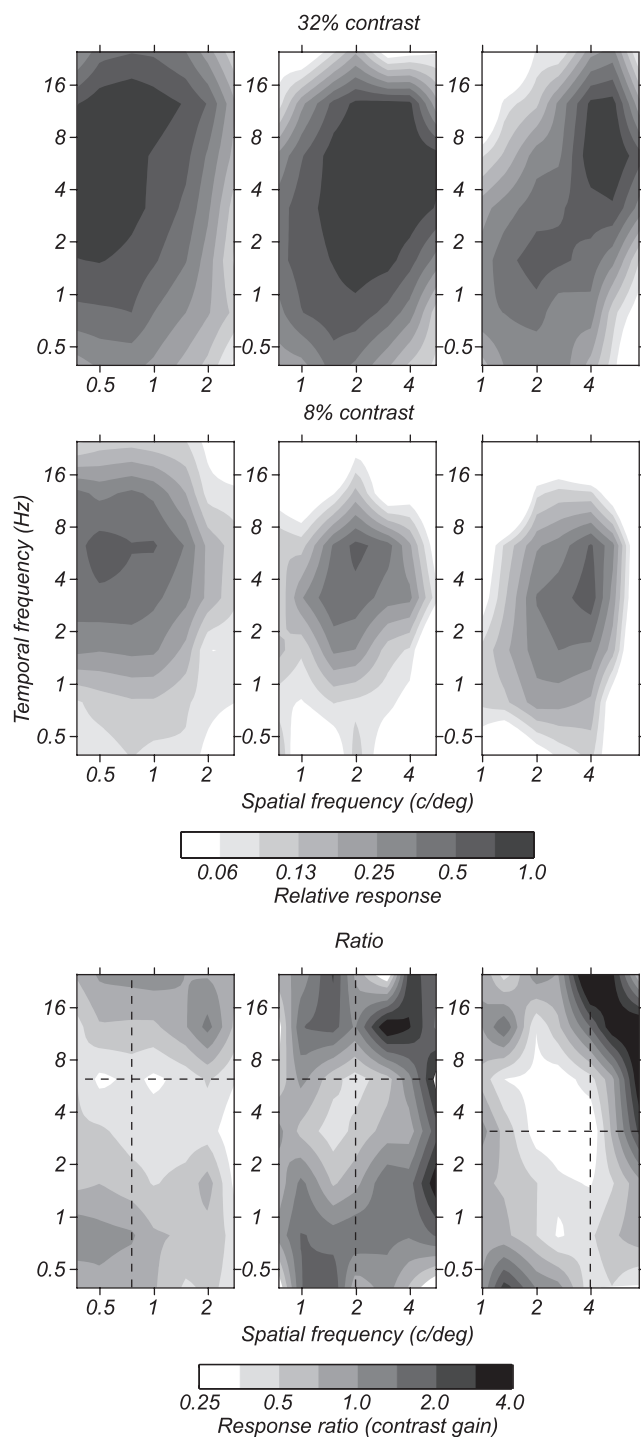 32% contrast
16
8
4
2
1
0.5
16
8
4
2
1
0.5
16
8
4
2
1
0.5
0.5 1 2
1 2 4
1 2 4
8% contrast
Temporal frequency (Hz)
16
8
4
2
1
0.5
16
8
4
2
1
0.5
16
8
4
2
1
0.5
0.5 1 2
1 2 4
1 2 4
Spatial frequency (c/deg)
0.06 0.13 0.25 0.5 1.0
Relative response
Ratio
16
8
4
2
1
0.5
16
8
4
2
1
0.5
16
8
4
2
1
0.5
0.5 1 2
1 2 4
1 2 4
Spatial frequency (c/deg)
0.25 0.5 1.0 2.0 4.0
Response ratio (contrast gain)